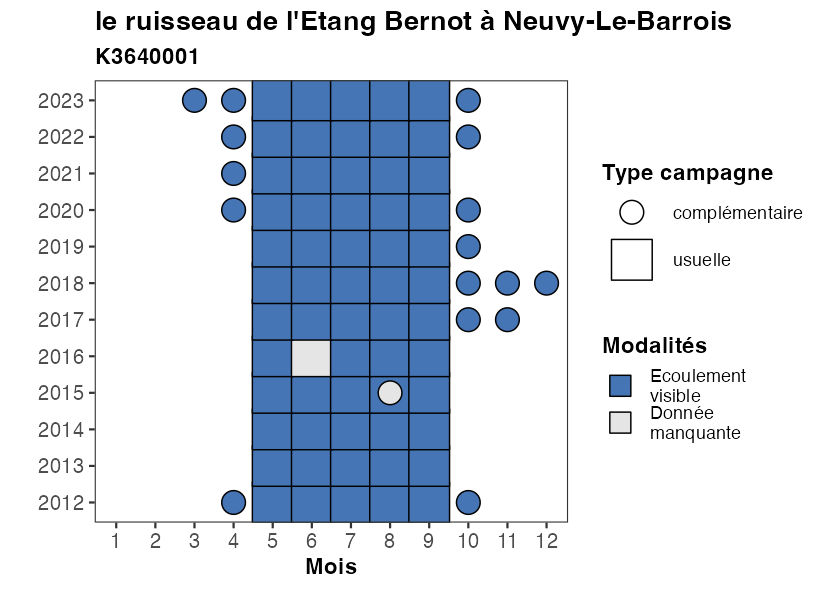 le ruisseau de l'Etang Bernot à Neuvy-Le-Barrois
K3640001
2023
2022
2021
2020
2019
2018
2017
2016
2015
2014
2013
2012
1 2 3 4 5 6 7 8 9 10 11 12
Mois
Type campagne
complémentaire
usuelle
Modalités
Ecoulement
visible
Donnée
manquante